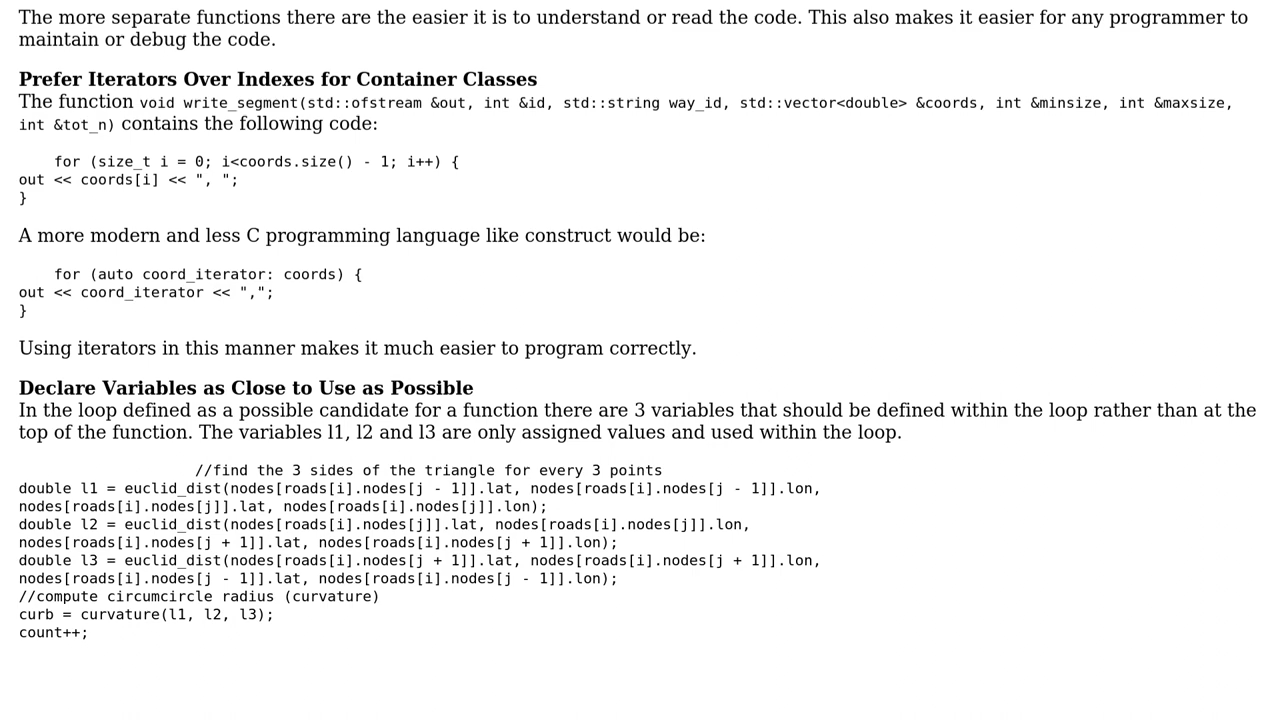 The more separate functions there are the easier it is to understand or read the code. This also makes it easier for any programmer to
maintain or debug the code.
Prefer Iterators Over Indexes for Container Classes
The function void write_segment(std::ofstream &out, int &id, std::string way_id, std::vector<double> &coords, int &minsize, int &maxsize,
int &tot_n) contains the following code:
    for (size_t i = 0; i<coords.size() - 1; i++) {
out << coords[i] << ", ";
}
A more modern and less C programming language like construct would be:
    for (auto coord_iterator: coords) {
out << coord_iterator << ",";
}
Using iterators in this manner makes it much easier to program correctly.
Declare Variables as Close to Use as Possible
In the loop defined as a possible candidate for a function there are 3 variables that should be defined within the loop rather than at the
top of the function. The variables l1, l2 and l3 are only assigned values and used within the loop.
                    //find the 3 sides of the triangle for every 3 points
double l1 = euclid_dist(nodes[roads[i].nodes[j - 1]].lat, nodes[roads[i].nodes[j - 1]].lon,
nodes[roads[i].nodes[j]].lat, nodes[roads[i].nodes[j]].lon);
double l2 = euclid_dist(nodes[roads[i].nodes[j]].lat, nodes[roads[i].nodes[j]].lon,
nodes[roads[i].nodes[j + 1]].lat, nodes[roads[i].nodes[j + 1]].lon);
double l3 = euclid_dist(nodes[roads[i].nodes[j + 1]].lat, nodes[roads[i].nodes[j + 1]].lon,
nodes[roads[i].nodes[j - 1]].lat, nodes[roads[i].nodes[j - 1]].lon);
//compute circumcircle radius (curvature)
curb = curvature(l1, l2, l3);
count++;